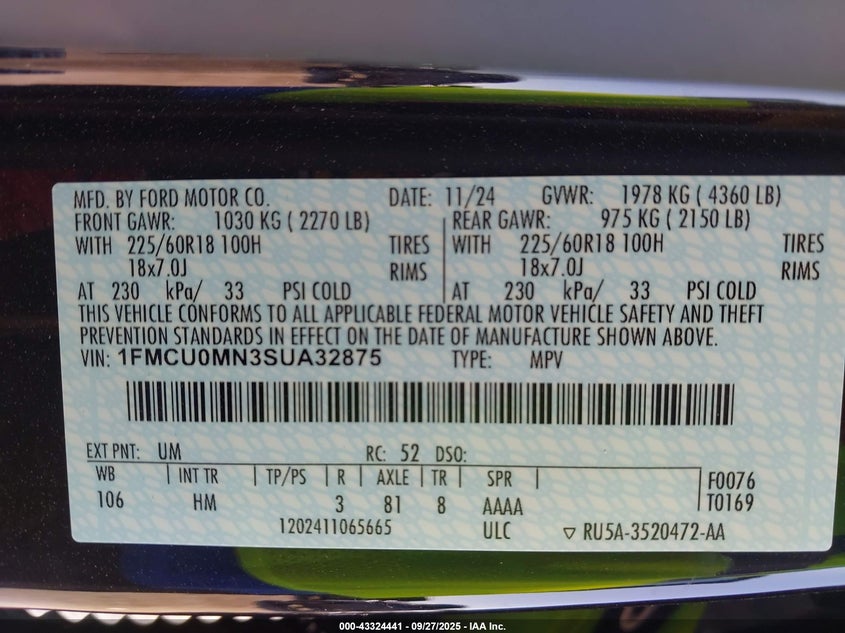 MFD. BY FORD MOTOR CO. DATE: 11/24 GVWR: 1978 KG ( 4360 LB)
FRONT GAWR: 1030 KG ( 2270 LB) REAR GAWR: 975 KG ( 2150 LB)
WITH 225/60R18 100H TIRES WITH 225/60R18 100H TIRES
18x7.0J RIMS 18x7.0J RIMS
AT 230 kPa/ 33 PSI COLD AT 230 kPa/ 33 PSI COLD
THIS VEHICLE CONFORMS TO ALL APPLICABLE FEDERAL MOTOR VEHICLE SAFETY AND THEFT
PREVENTION STANDARDS IN EFFECT ON THE DATE OF MANUFACTURE SHOWN ABOVE.
VIN: 1FMCU0MN3SUA32875 TYPE: MPV
EXT PNT: UM RC: 52 DSO:
WB INT TR TP/PS R AXLE TR SPR F0076
106 HM 3 81 8 AAAA T0169
1202411065665 ULC ▽ RU5A-3520472-AA
000-43324441 - 09/27/2025 - IAA Inc.